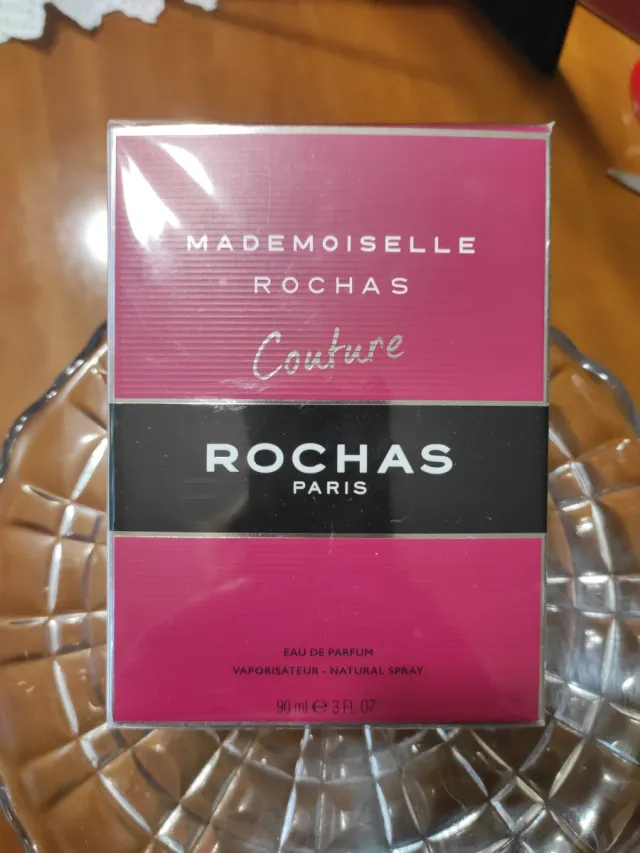 MADEMOISELLE
ROCHAS
Couture
ROCHAS
PARIS
EAU DE PARFUM
VAPORISATEUR - NATURAL SPRAY
90 ml ℮ 3 FL OZ